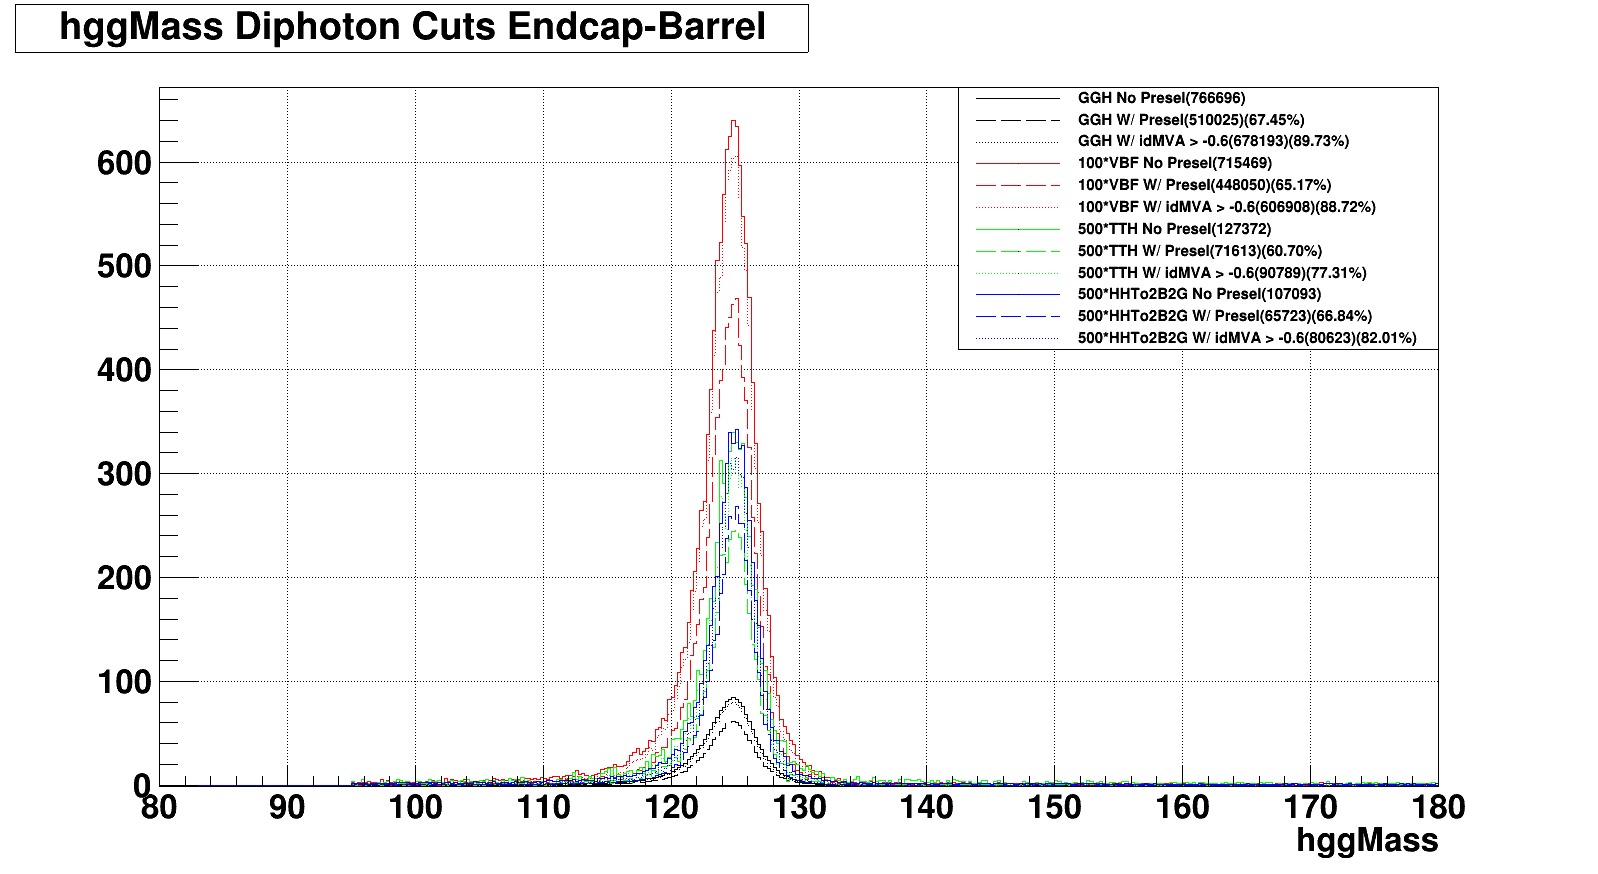 hggMass Diphoton Cuts Endcap-Barrel
GGH No Presel(766696)
GGH W/ Presel(510025)(67.45%)
GGH W/ idMVA > -0.6(678193)(89.73%)
100*VBF No Presel(715469)
100*VBF W/ Presel(448050)(65.17%)
100*VBF W/ idMVA > -0.6(606908)(88.72%)
500*TTH No Presel(127372)
500*TTH W/ Presel(71613)(60.70%)
500*TTH W/ idMVA > -0.6(90789)(77.31%)
500*HHTo2B2G No Presel(107093)
500*HHTo2B2G W/ Presel(65723)(66.84%)
500*HHTo2B2G W/ idMVA > -0.6(80623)(82.01%)
600
500
400
300
200
100
0
80 90 100 110 120 130 140 150 160 170 180
hggMass